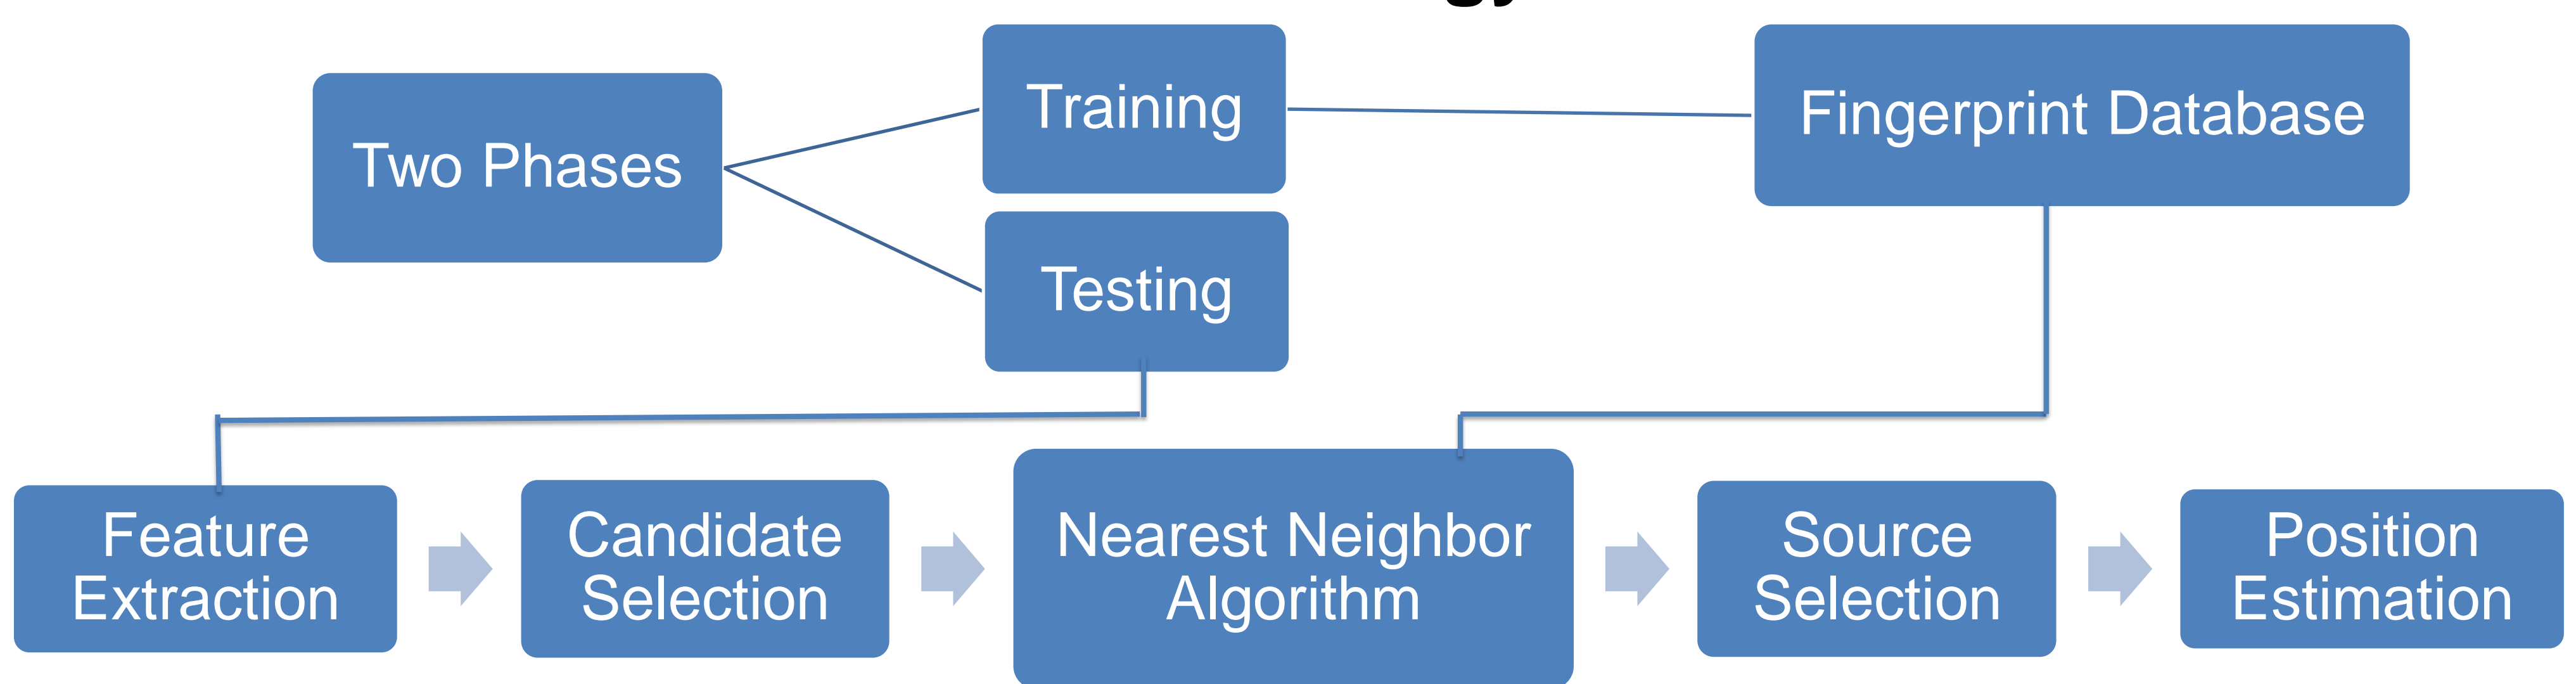 Training
Fingerprint Database
Two Phases
Testing
Feature
Extraction
Candidate
Selection
Nearest Neighbor
Algorithm
Source
Selection
Position
Estimation